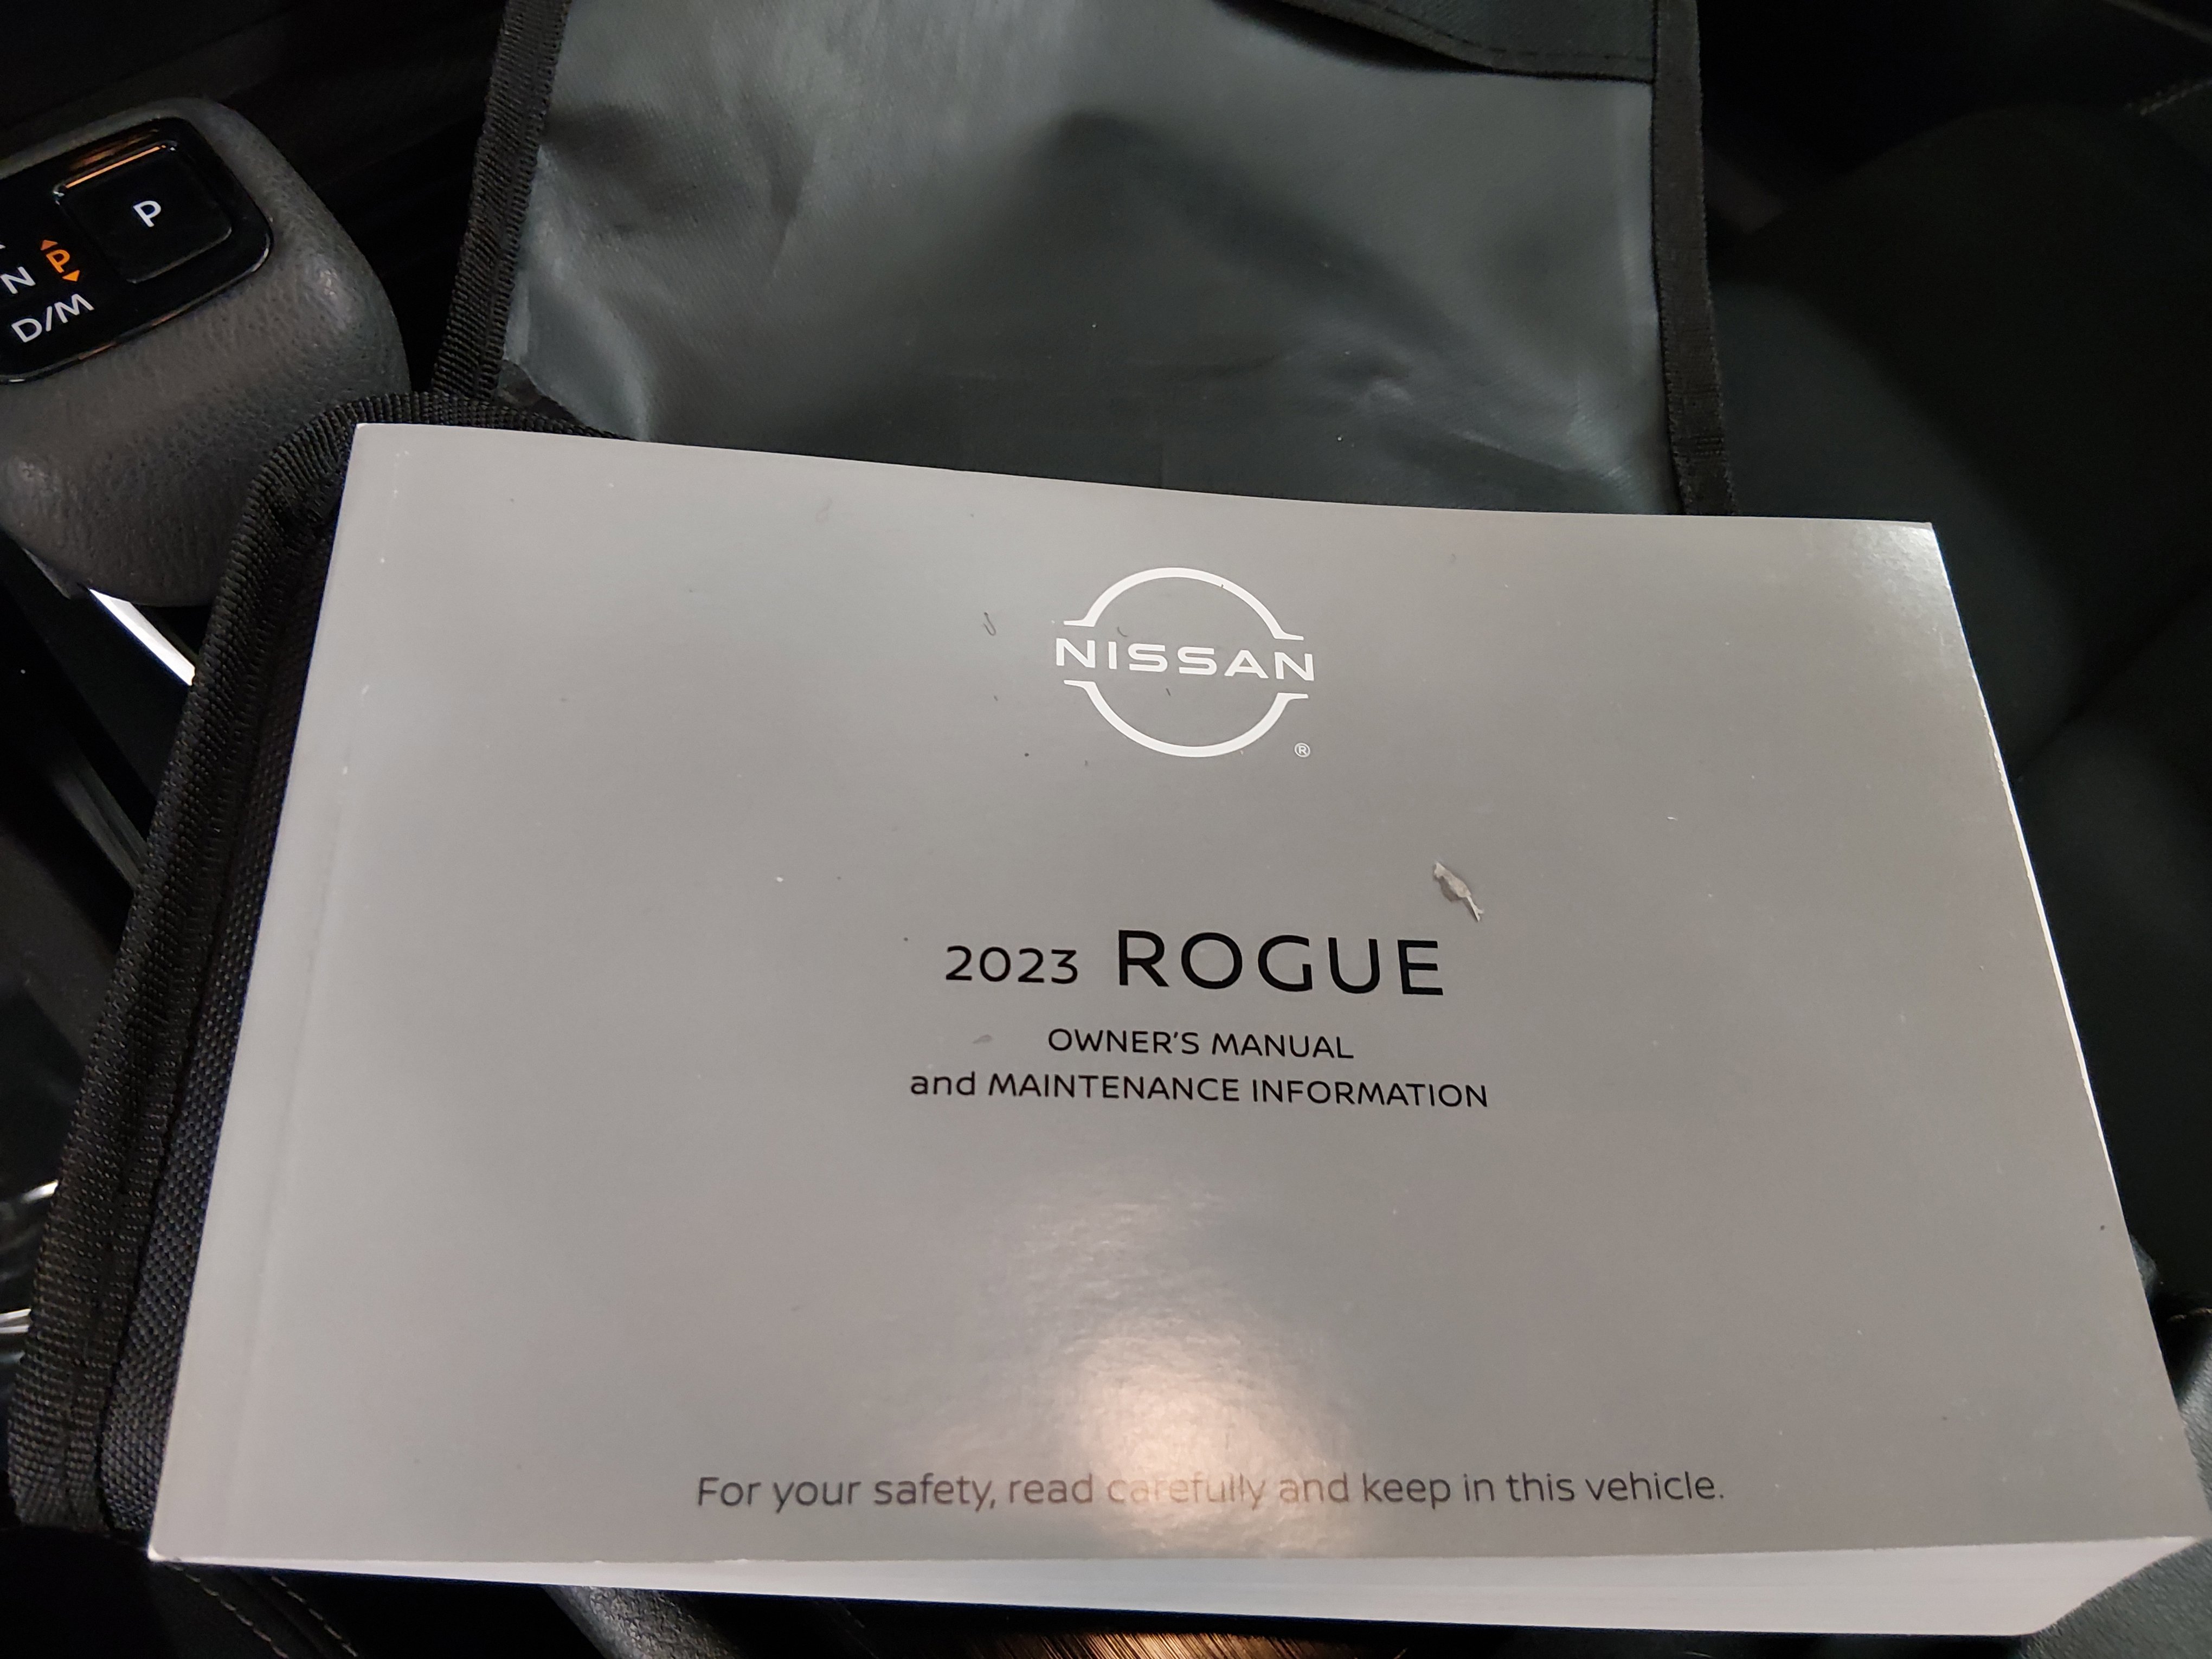 P
P
N
D/M
NISSAN
®
2023 ROGUE
OWNER'S MANUAL
and MAINTENANCE INFORMATION
For your safety, read carefully and keep in this vehicle.